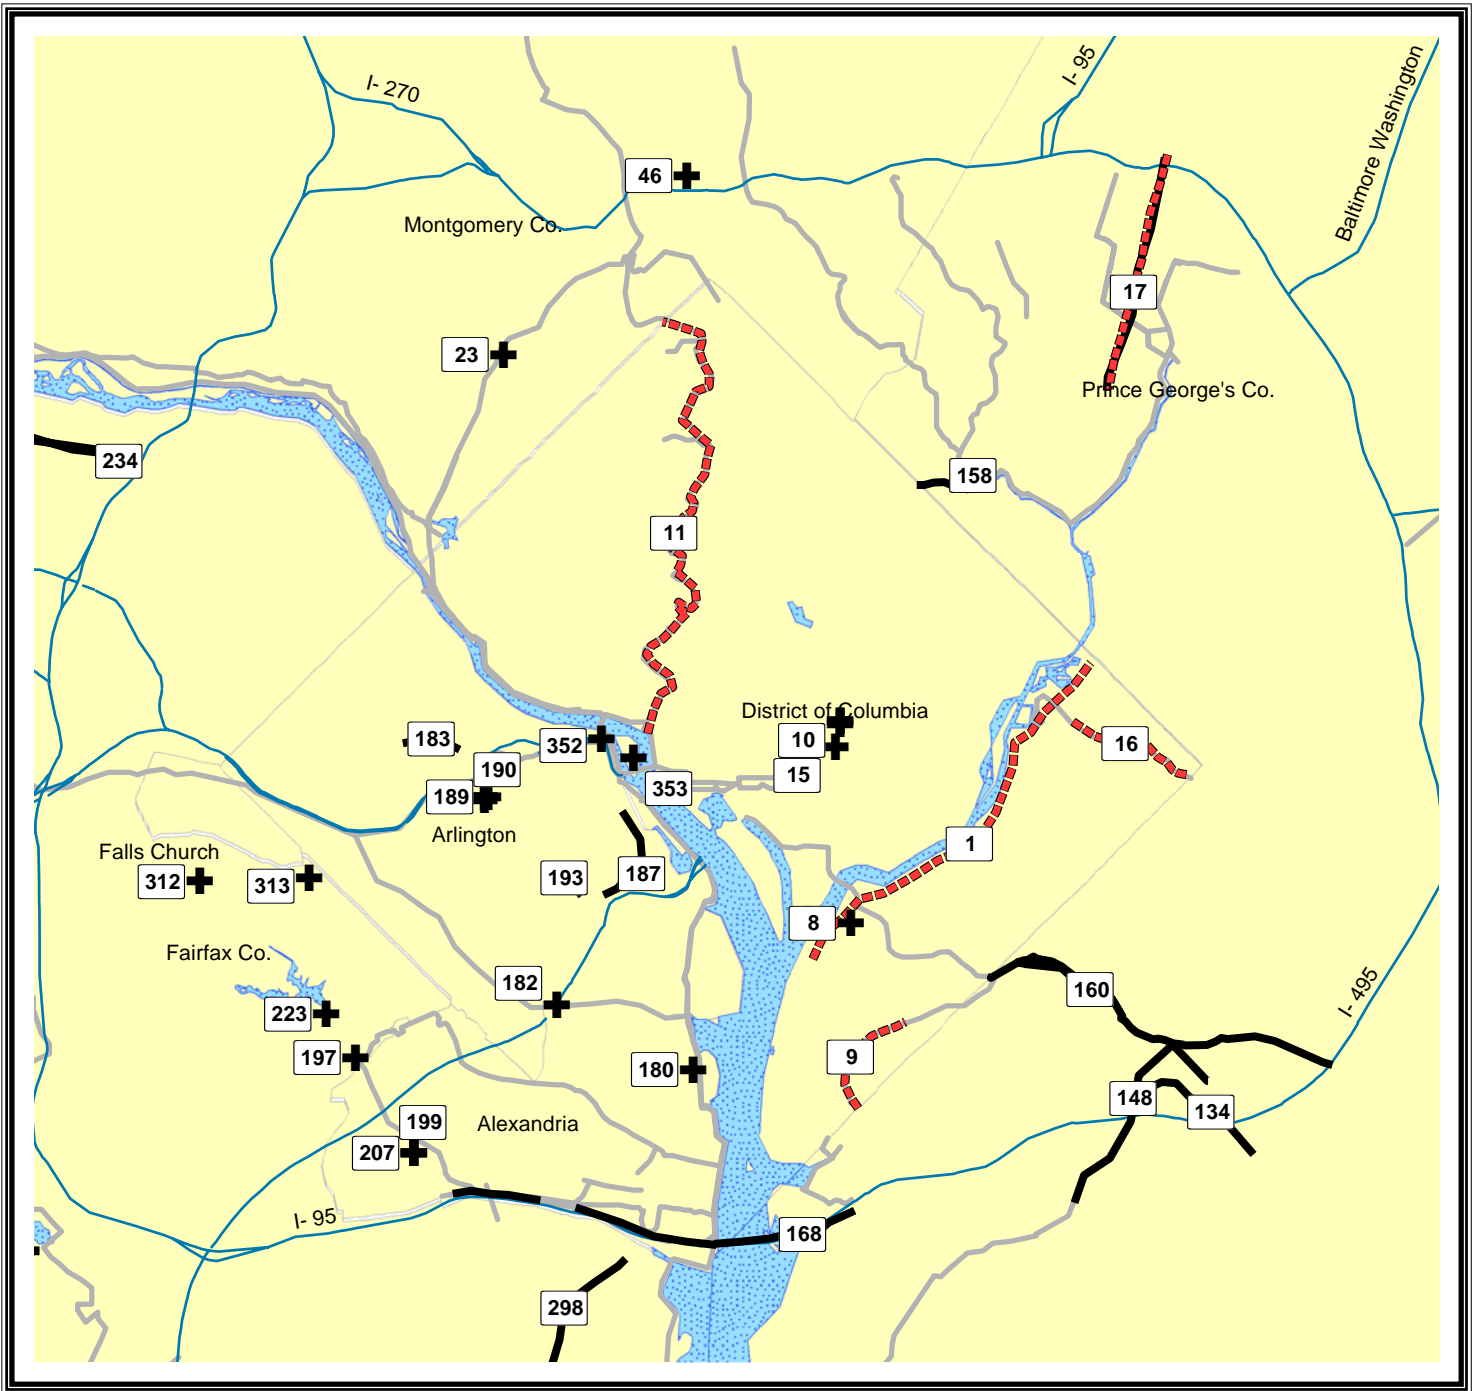 I- 95
Baltimore Washington
I- 270
46
Montgomery Co.
17
23
Prince George's Co.
234
158
11
District of Columbia
183
352
10
16
190
15
189
353
Arlington
1
Falls Church
312
313
193
187
8
Fairfax Co.
182
160
I- 495
223
197
9
180
148
134
199
Alexandria
207
I- 95
168
298